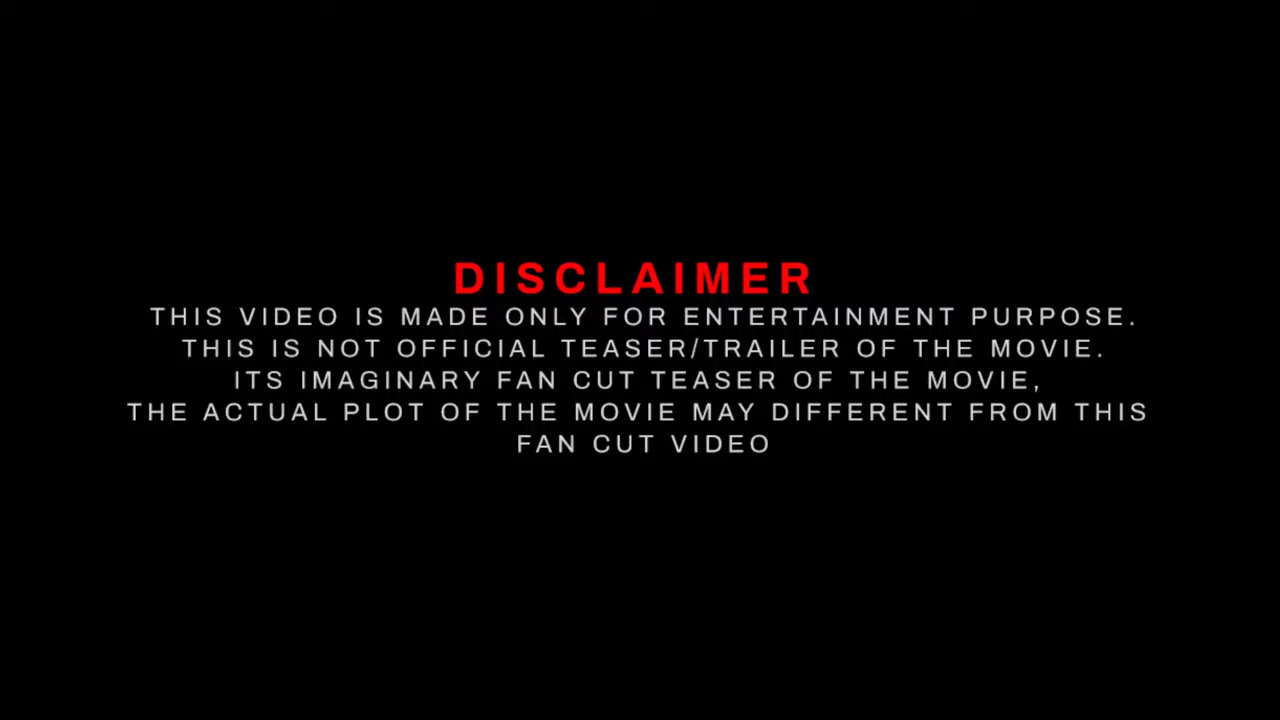 DISCLAIMER
THIS VIDEO IS MADE ONLY FOR ENTERTAINMENT PURPOSE.
THIS IS NOT OFFICIAL TEASER/TRAILER OF THE MOVIE.
ITS IMAGINARY FAN CUT TEASER OF THE MOVIE,
THE ACTUAL PLOT OF THE MOVIE MAY DIFFERENT FROM THIS
FAN CUT VIDEO